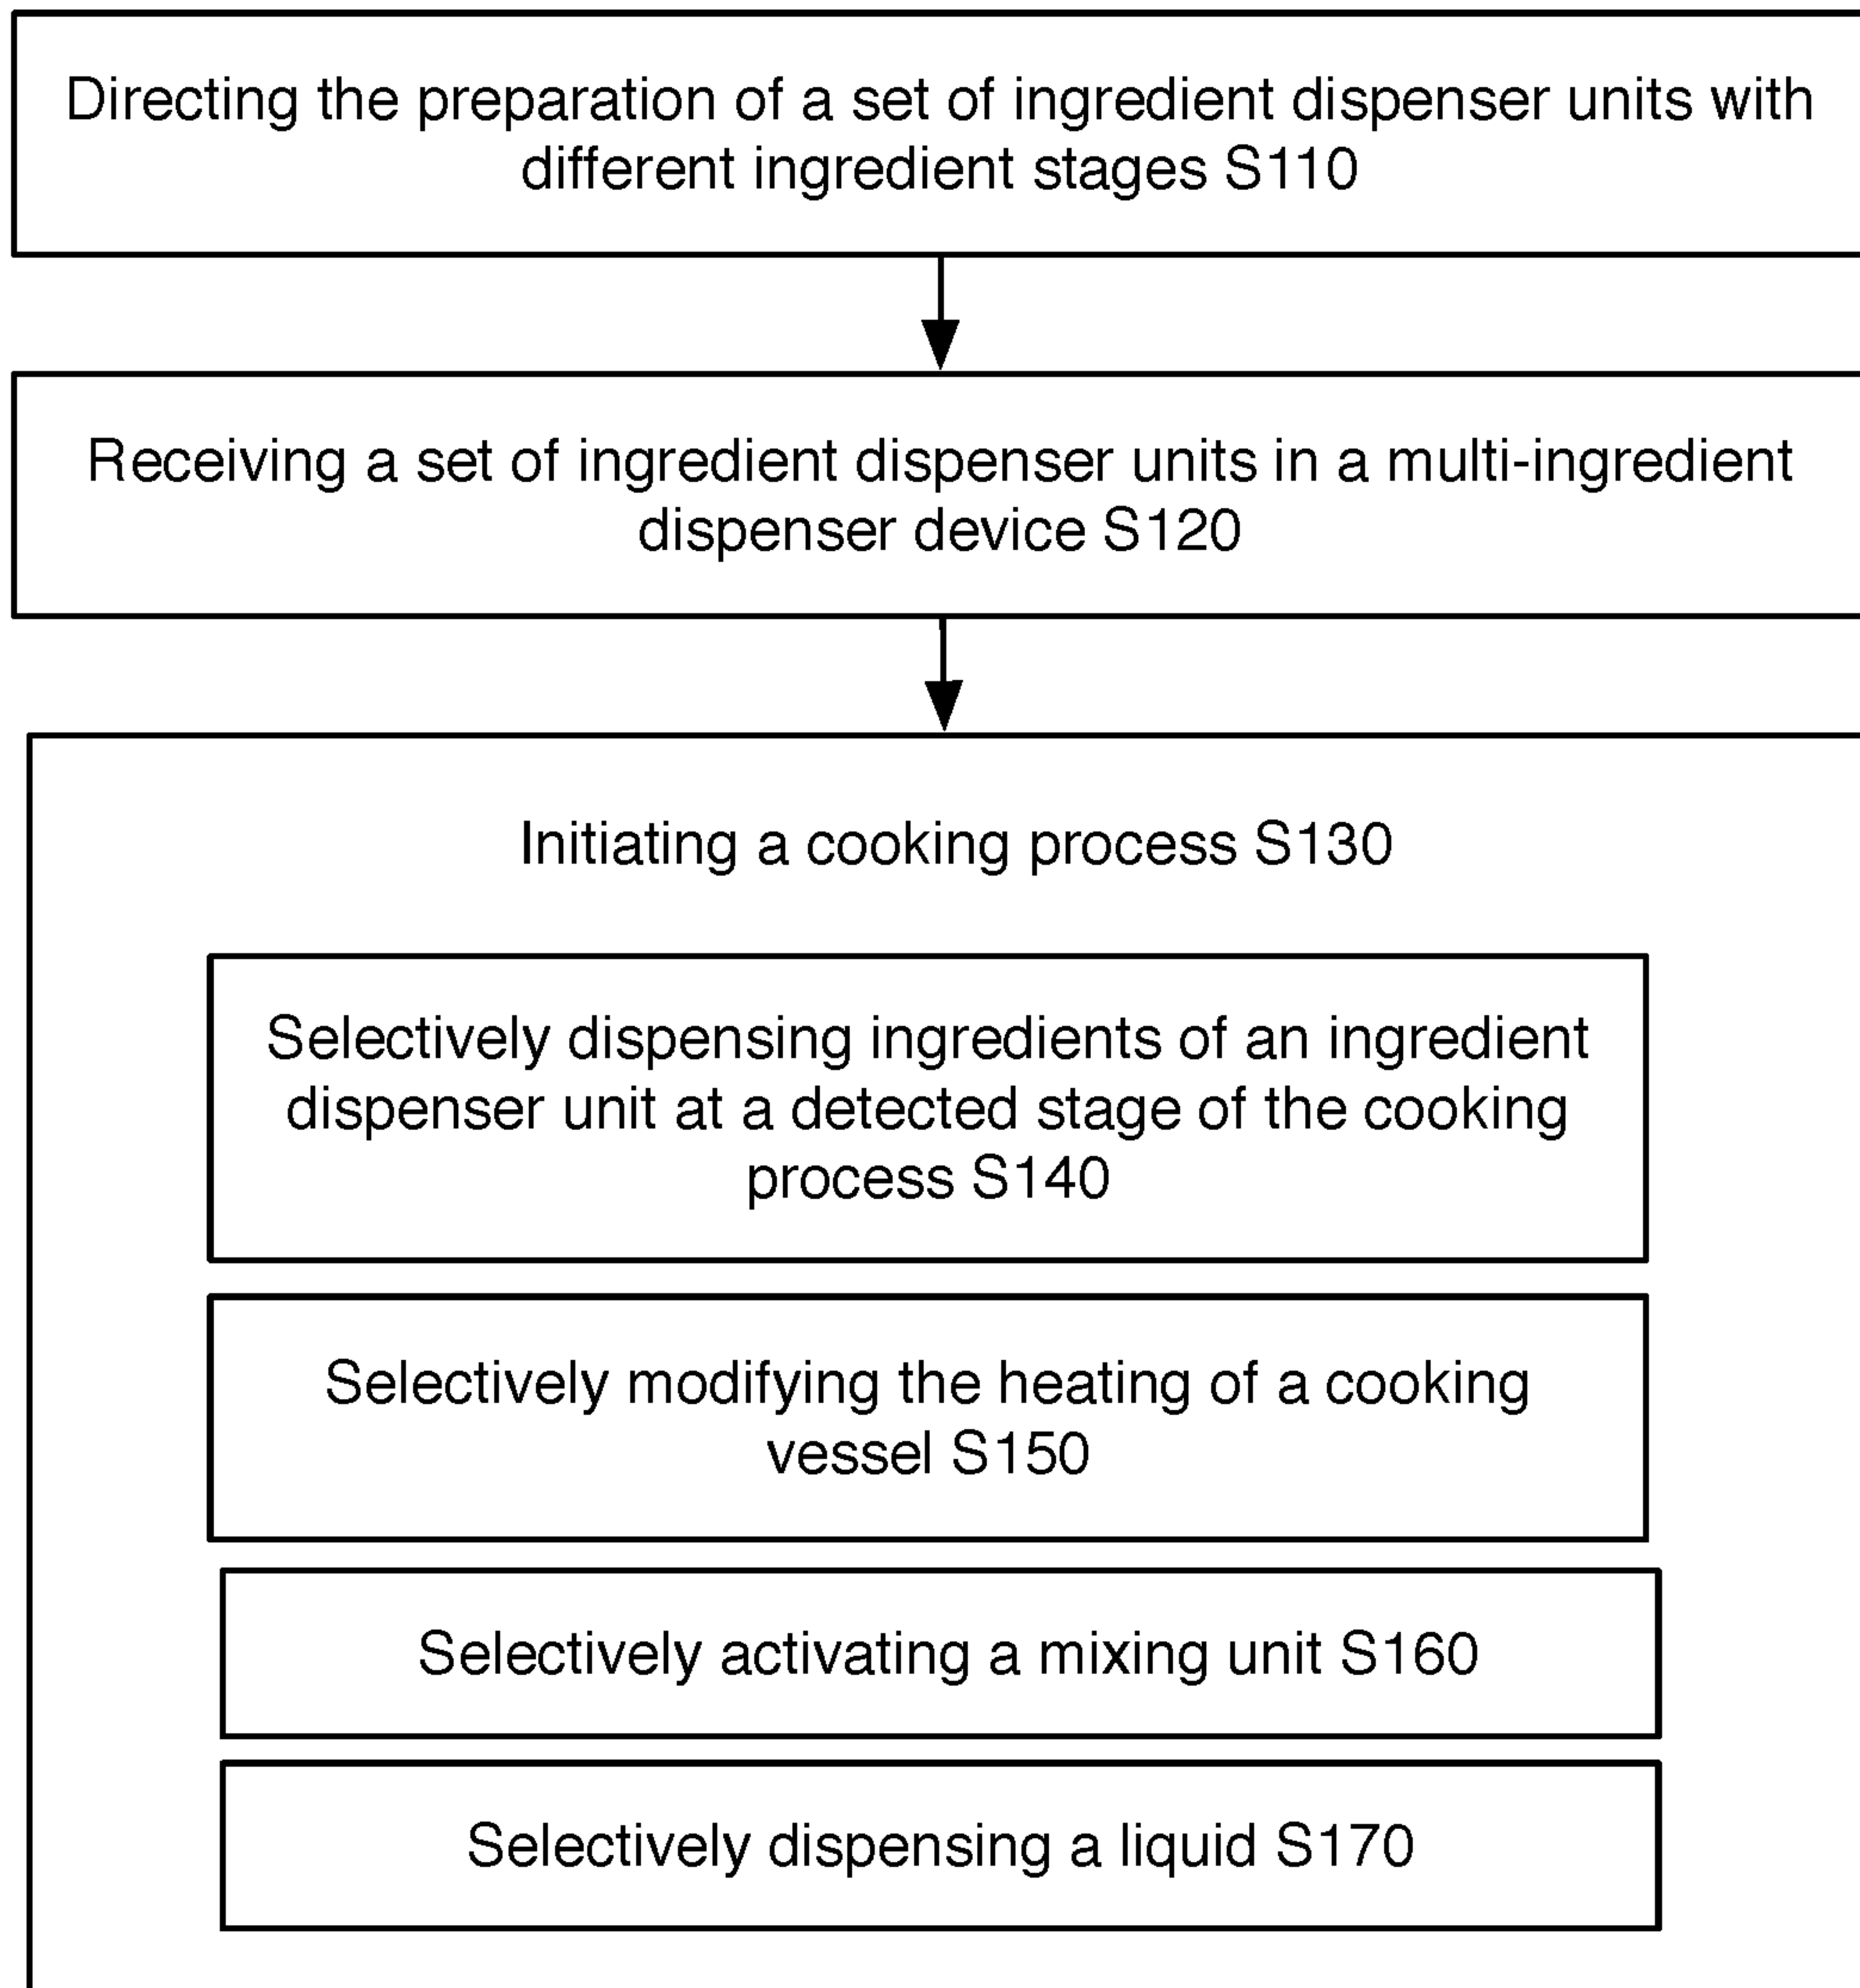 Directing the preparation of a set of ingredient dispenser units with
different ingredient stages S110
Receiving a set of ingredient dispenser units in a multi-ingredient
dispenser device S120
Initiating a cooking process S130
Selectively dispensing ingredients of an ingredient
dispenser unit at a detected stage of the cooking
process S140
Selectively modifying the heating of a cooking
vessel S150
Selectively activating a mixing unit S160
Selectively dispensing a liquid S170